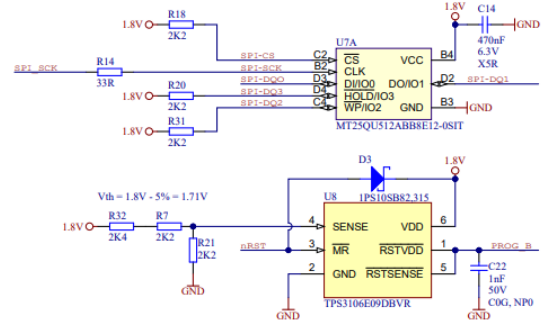 R18
1.8V
2K2
1.8V
C14
GND
470nF
6.3V
X5R
U7A
SPI-CS
C2
CS
VCC
B4
SPI_SCK
R14
33R
SPI-SCK
B2
CLK
R20
1.8V
2K2
SPI-DQ0
D3
DI/IO0
DO/IO1
D2
SPI-DQ1
SPI-DQ3
D4
HOLD/IO3
SPI-DQ2
C4
WP/IO2
GND
B3
GND
R31
1.8V
2K2
MT25QU512ABB8E12-0SIT
D3
1.8V
1PS10SB82,315
Vth = 1.8V - 5% = 1.71V
U8
1.8V
R32
2K4
R7
2K2
4
SENSE
VDD
6
R21
2K2
GND
nRST
3
MR
RSTVDD
1
PROG_B
2
GND
RSTSENSE
5
GND
TPS3106E09DBVR
C22
1nF
50V
C0G, NP0
GND